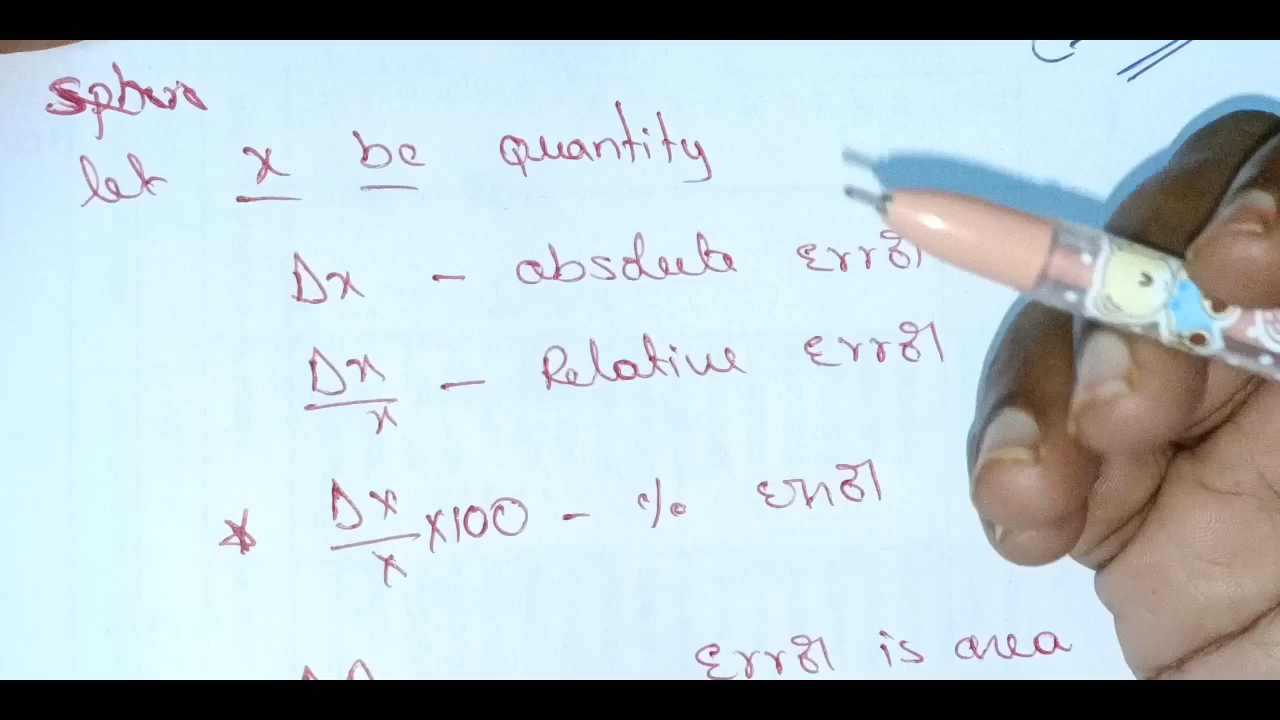 Sphere
let x be quantity
Δx - absolute error
Δx/x - Relative error
* Δx/x ×100 - % error
error is area